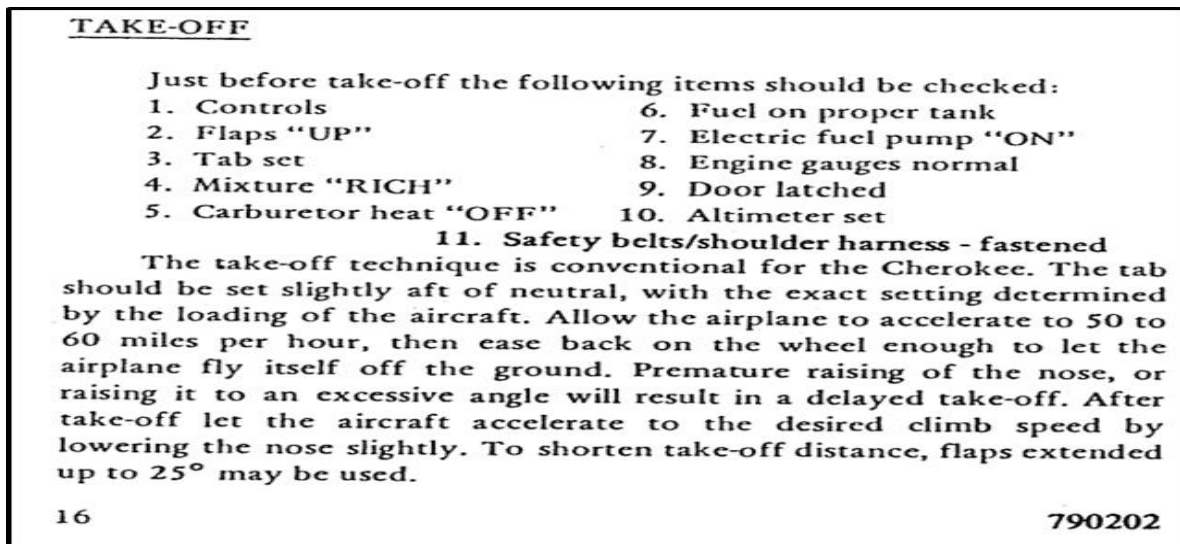 TAKE-OFF
Just before take-off the following items should be checked:
1. Controls
2. Flaps “UP”
3. Tab set
4. Mixture “RICH”
5. Carburetor heat “OFF”
6. Fuel on proper tank
7. Electric fuel pump “ON”
8. Engine gauges normal
9. Door latched
10. Altimeter set
11. Safety belts/shoulder harness - fastened
The take-off technique is conventional for the Cherokee. The tab
should be set slightly aft of neutral, with the exact setting determined
by the loading of the aircraft. Allow the airplane to accelerate to 50 to
60 miles per hour, then ease back on the wheel enough to let the
airplane fly itself off the ground. Premature raising of the nose, or
raising it to an excessive angle will result in a delayed take-off. After
take-off let the aircraft accelerate to the desired climb speed by
lowering the nose slightly. To shorten take-off distance, flaps extended
up to 25° may be used.
16
790202